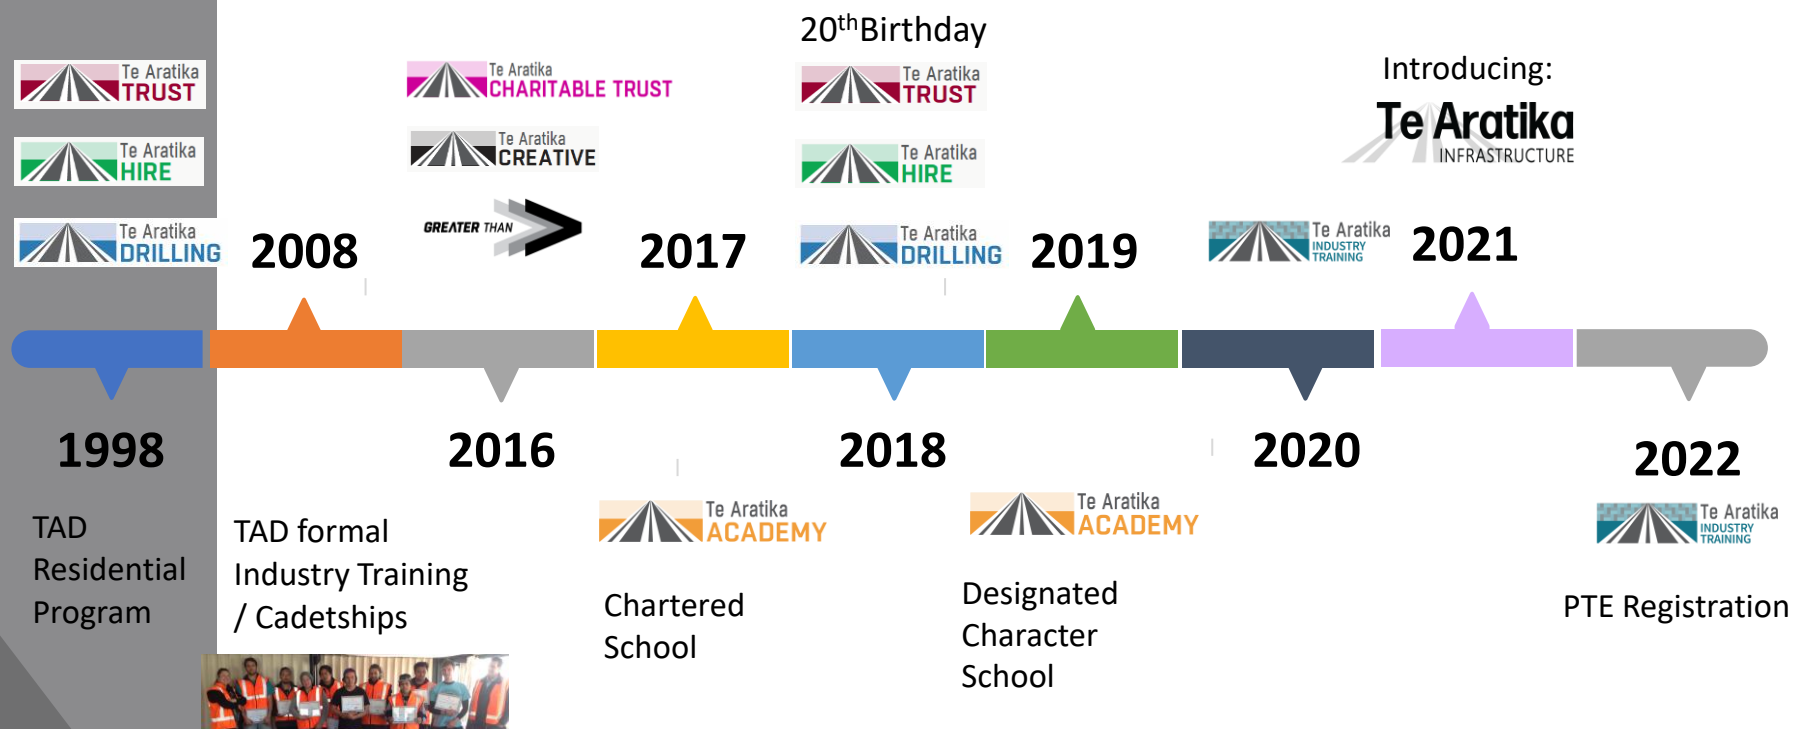 Te Aratika
TRUST
Te Aratika
HIRE
Te Aratika
DRILLING
1998
TAD
Residential
Program
2008
TAD formal
Industry Training
/ Cadetships
Te Aratika
CHARITABLE TRUST
Te Aratika
CREATIVE
GREATER THAN
2016
2017
Te Aratika
ACADEMY
Chartered
School
20thBirthday
Te Aratika
TRUST
Te Aratika
HIRE
Te Aratika
DRILLING
2018
2019
Te Aratika
ACADEMY
Designated
Character
School
Te Aratika
INDUSTRY
TRAINING
2020
Introducing:
Te Aratika
INFRASTRUCTURE
2021
2022
Te Aratika
INDUSTRY
TRAINING
PTE Registration